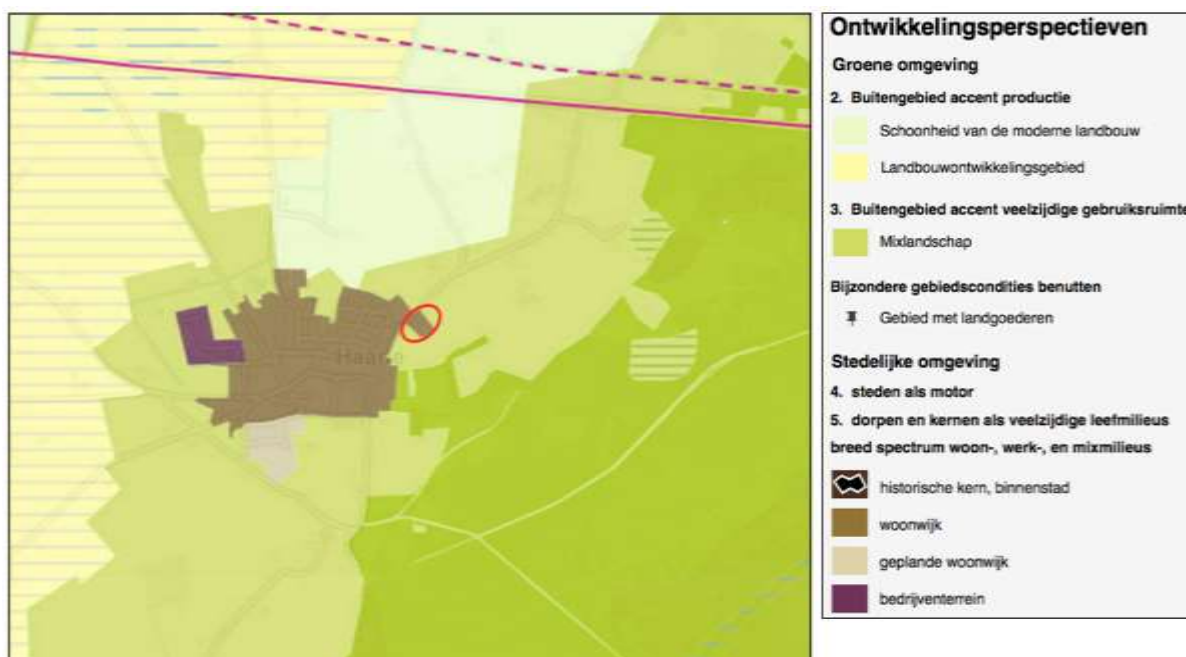 Haarle
Ontwikkelingsperspectieven
Groene omgeving
2. Buitengebied accent productie
Schoonheid van de moderne landbouw
Landbouwontwikkelingsgebied
3. Buitengebied accent veelzijdige gebruiksruimte
Mixlandschap
Bijzondere gebiedscondities benutten
Gebied met landgoederen
Stedelijke omgeving
4. steden als motor
5. dorpen en kernen als veelzijdige leefmilieus
breed spectrum woon-, werk-, en mixmilieus
historische kern, binnenstad
woonwijk
geplande woonwijk
bedrijventerrein